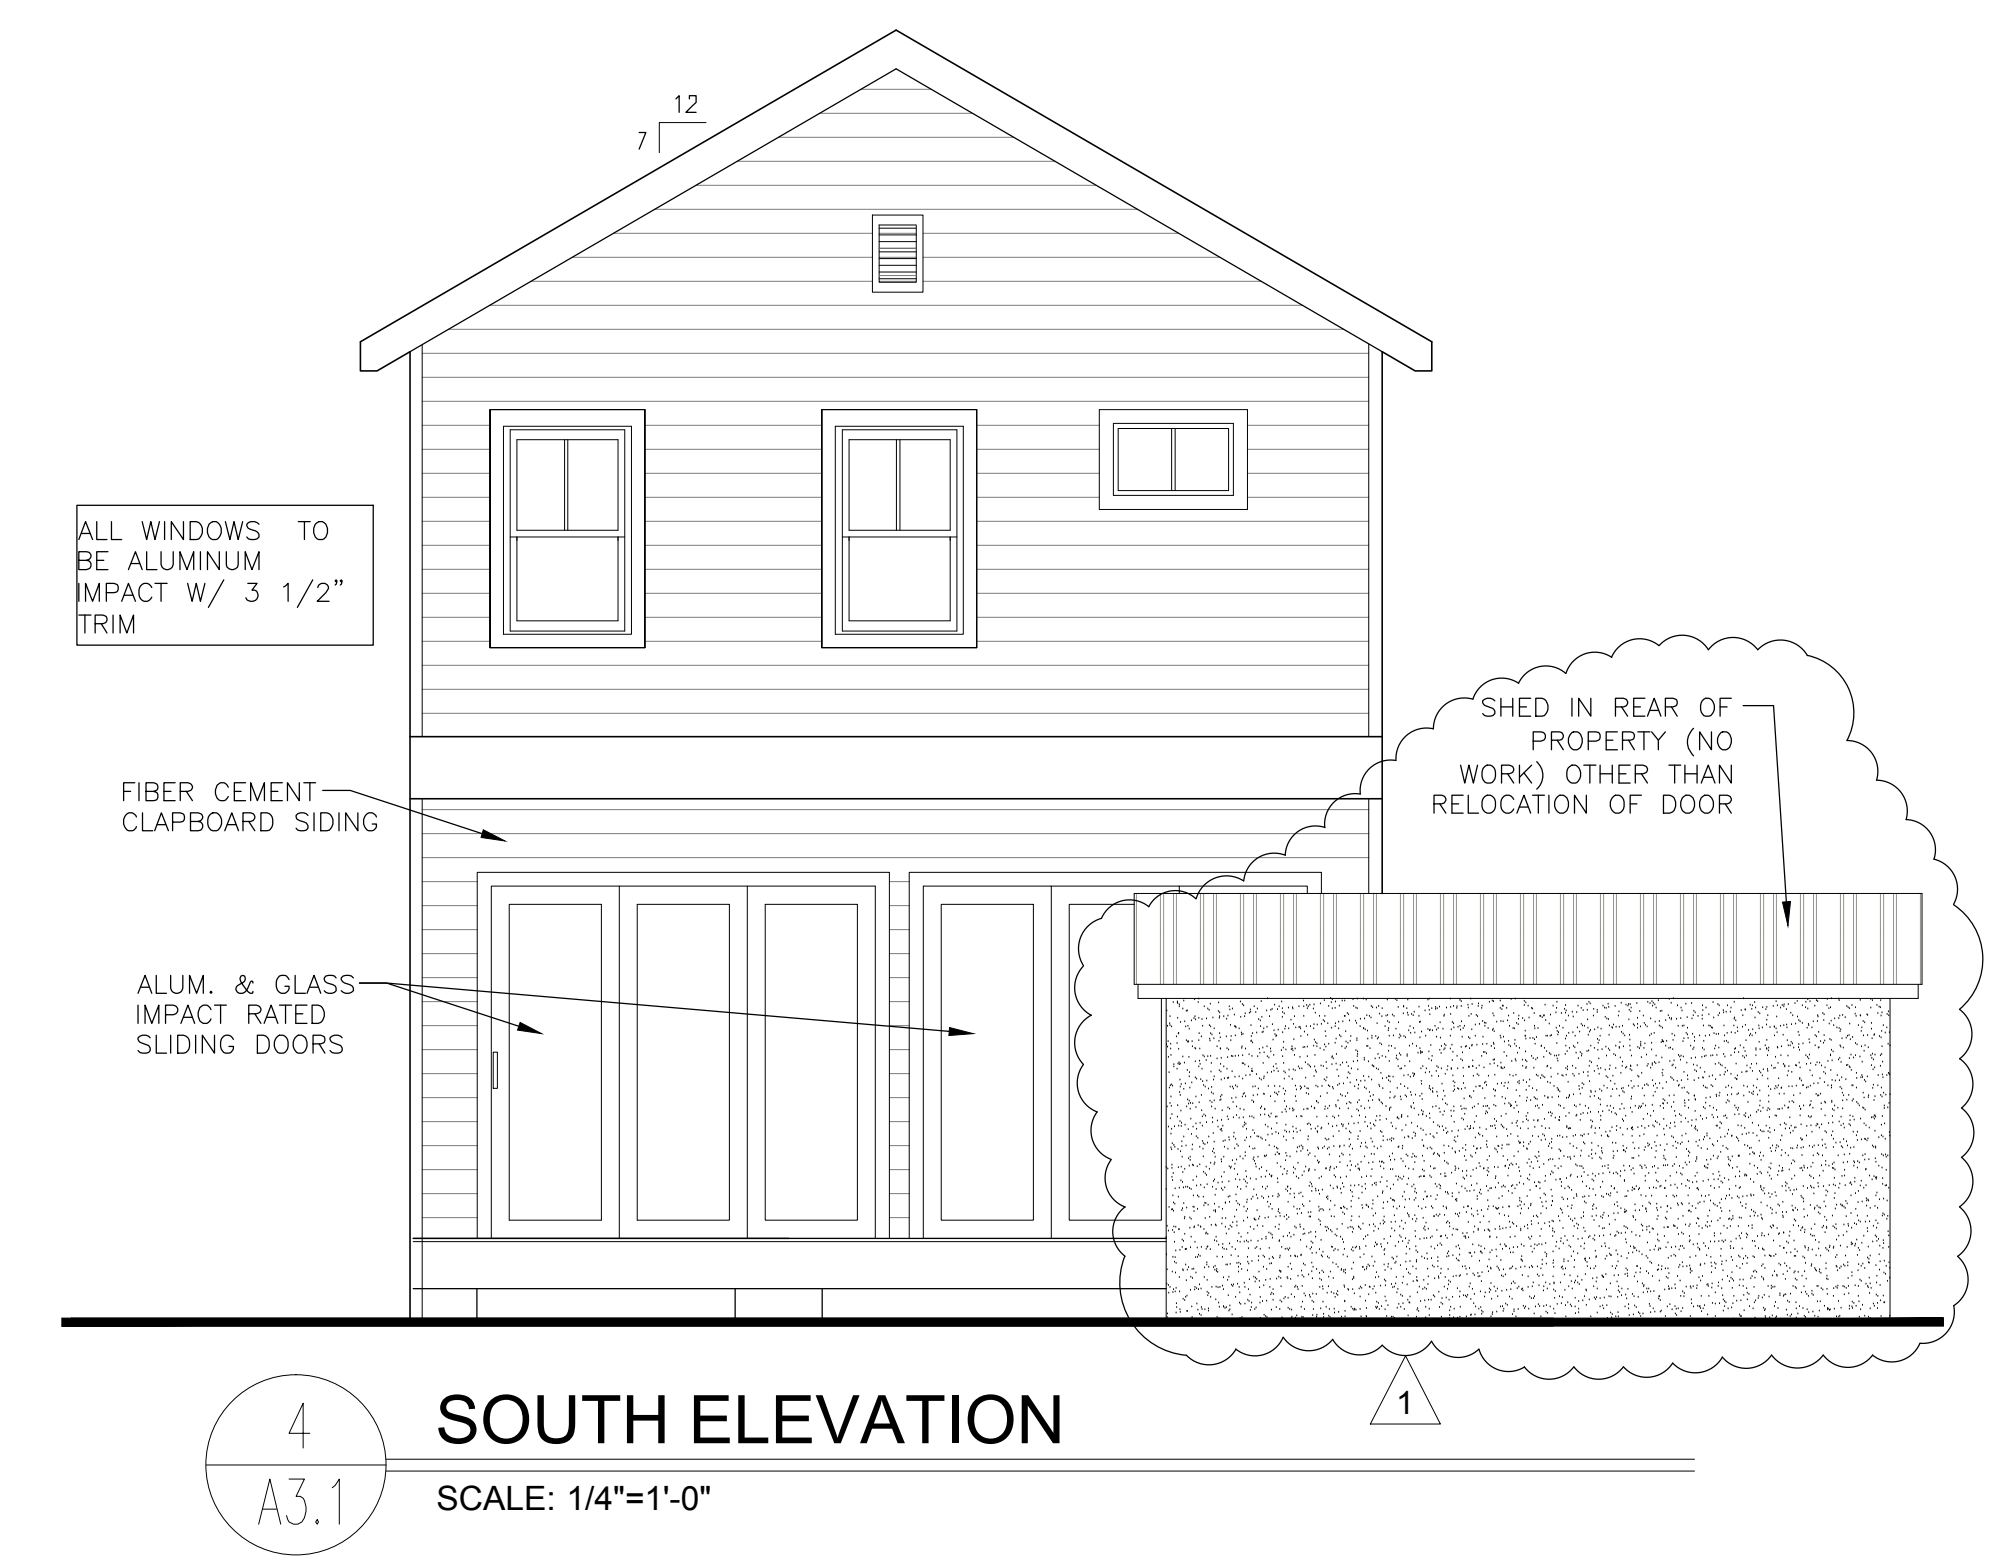 12
7
ALL WINDOWS TO
BE ALUMINUM
IMPACT W/ 3 1/2”
TRIM
SHED IN REAR OF
PROPERTY (NO
WORK) OTHER THAN
RELOCATION OF DOOR
FIBER CEMENT
CLAPBOARD SIDING
ALUM. & GLASS
IMPACT RATED
SLIDING DOORS
1
4
A3.1
SOUTH ELEVATION
SCALE: 1/4"=1'-0"